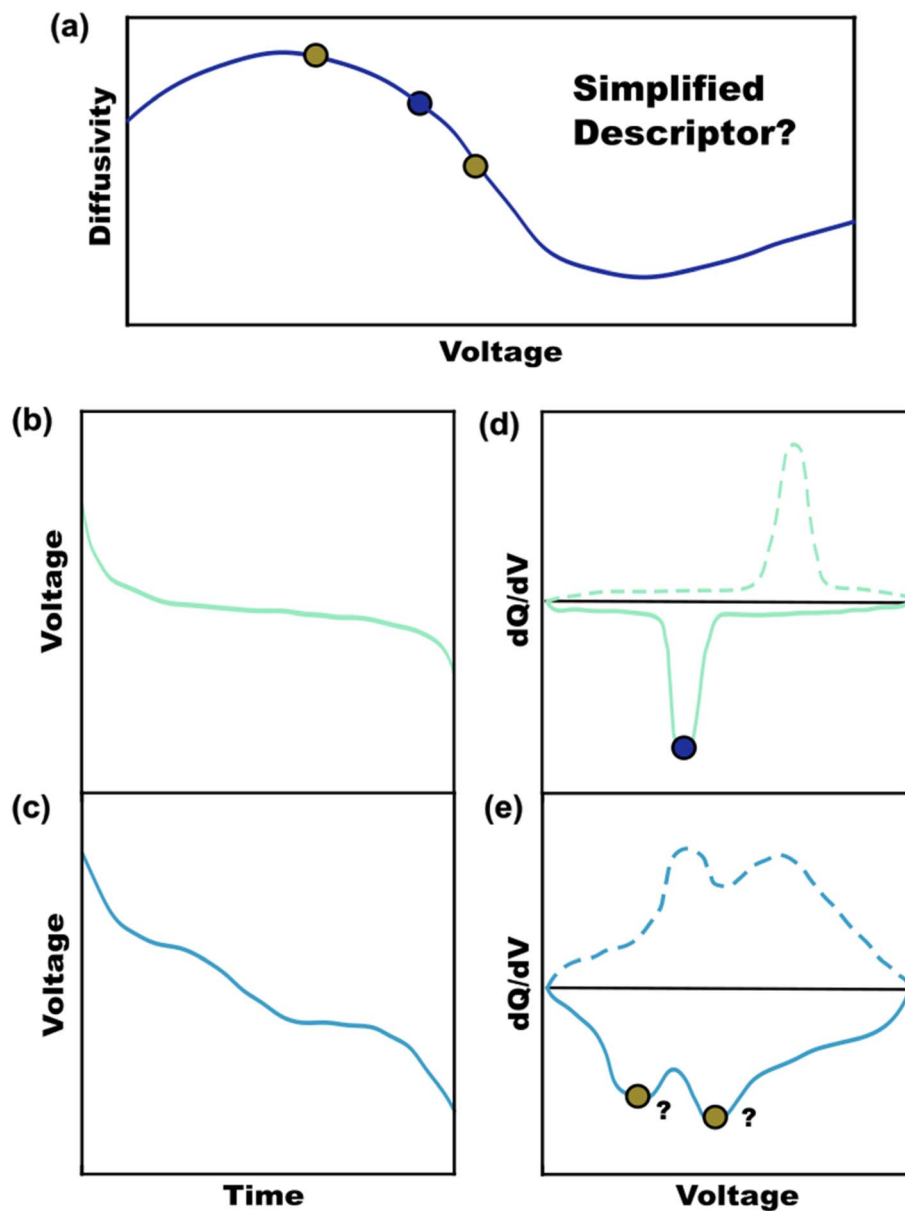 (a)
Diffusivity
Simplified
Descriptor?
Voltage
(b)
Voltage
(d)
dQ/dV
(c)
Voltage
Time
(e)
dQ/dV
?
?
Voltage